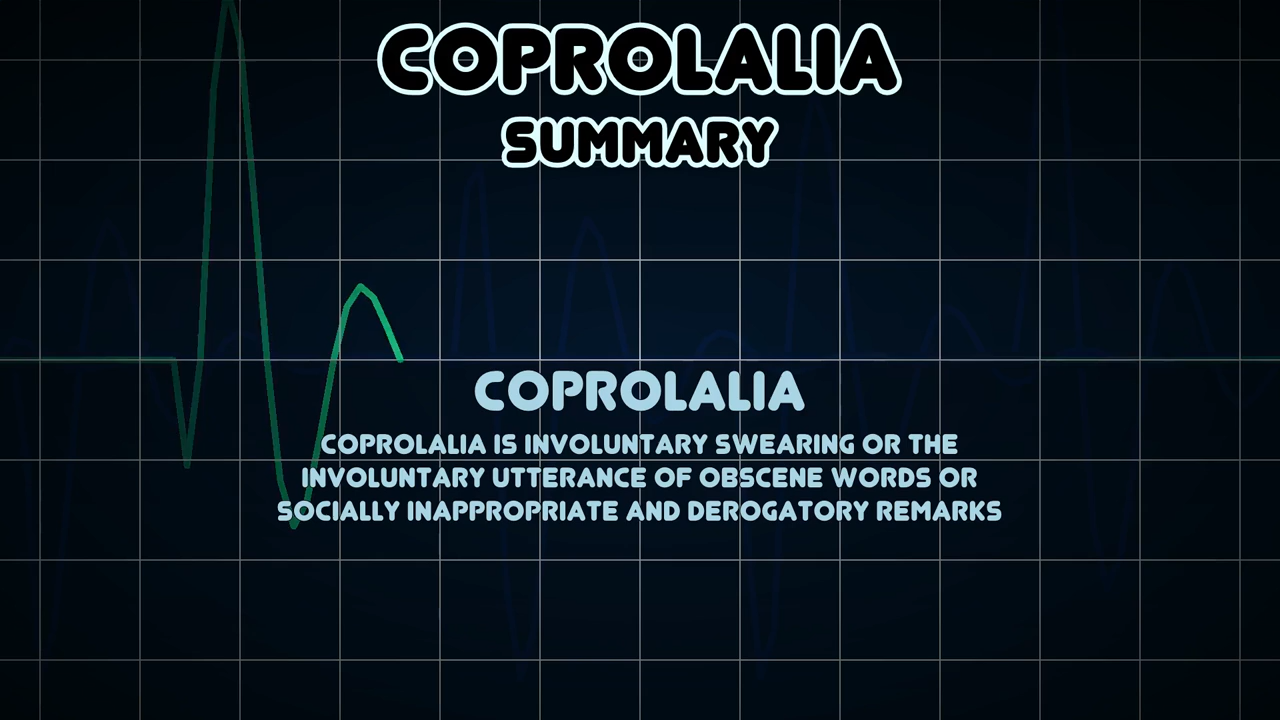 COPROLALIA
SUMMARY
COPROLALIA
COPROLALIA IS INVOLUNTARY SWEARING OR THE
INVOLUNTARY UTTERANCE OF OBSCENE WORDS OR
SOCIALLY INAPPROPRIATE AND DEROGATORY REMARKS